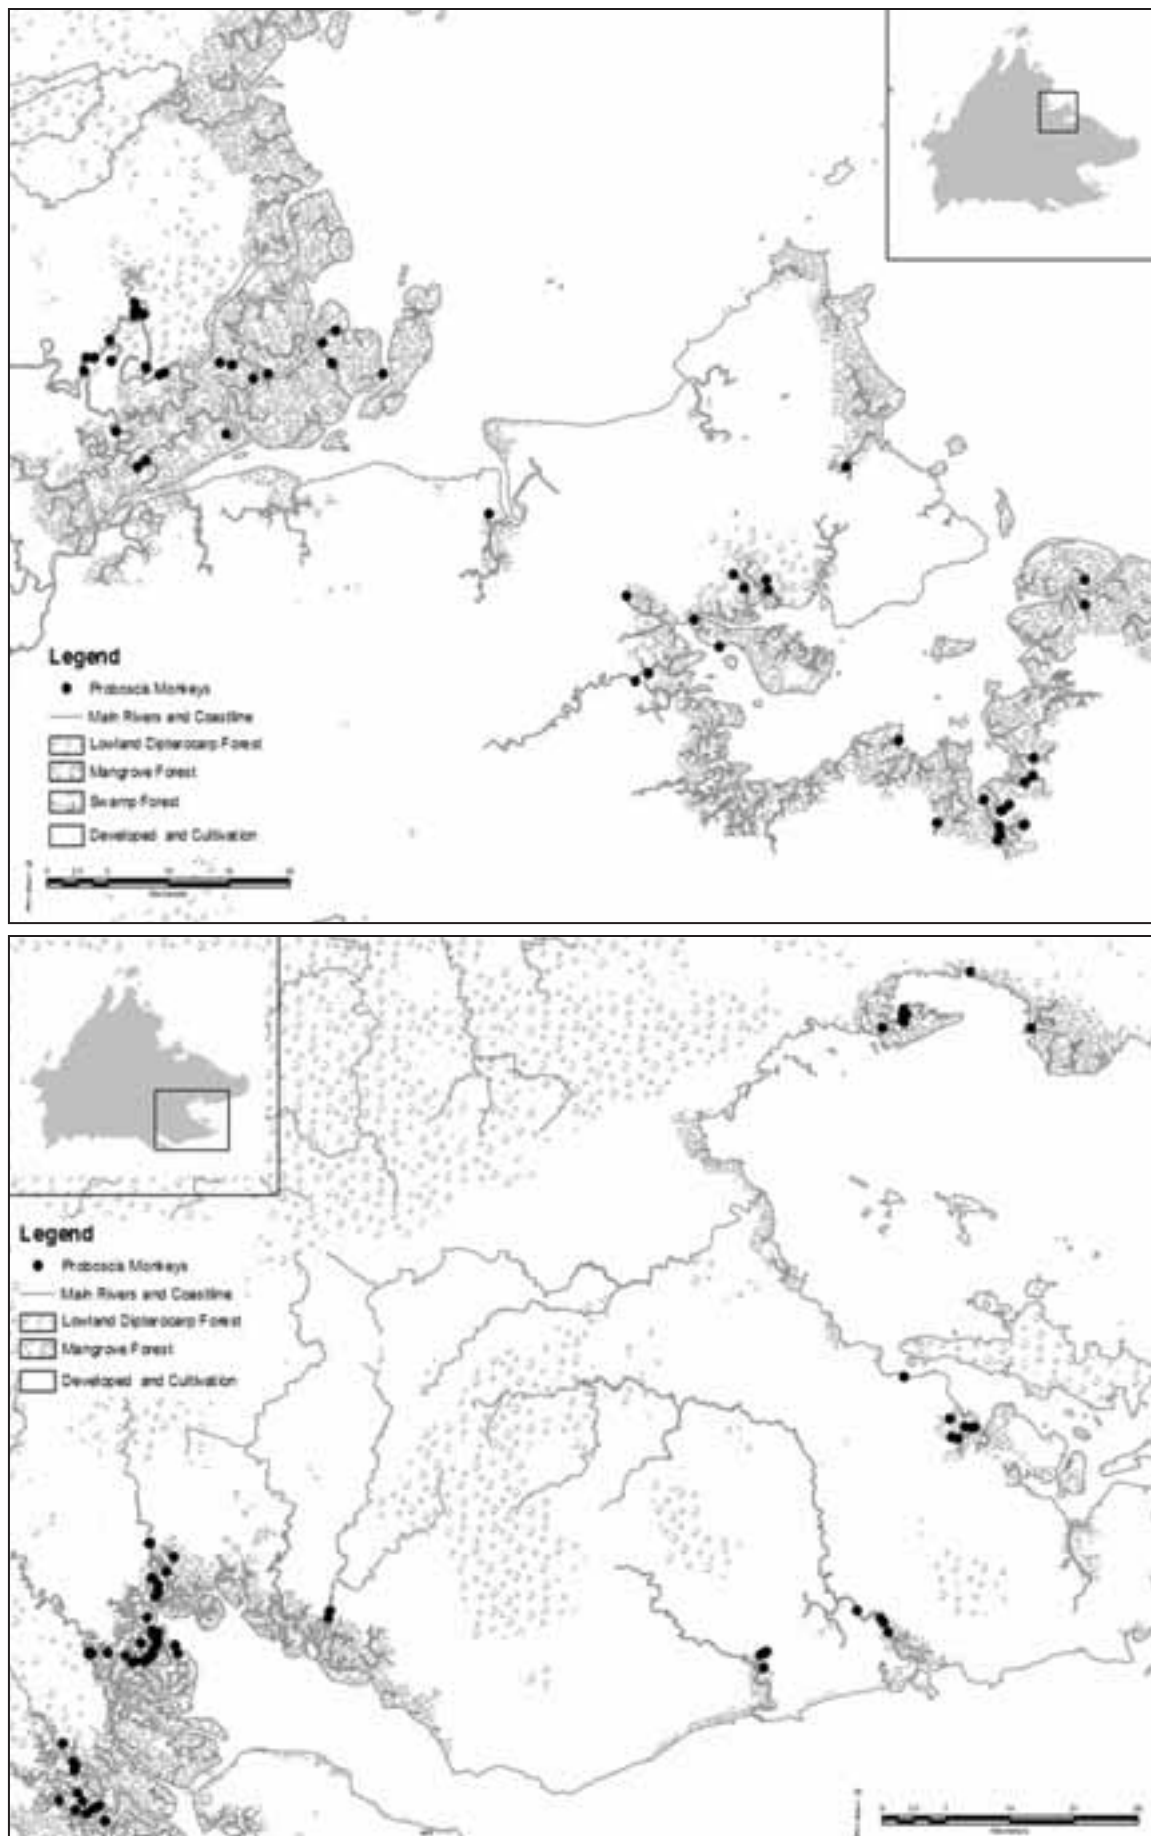 Legend
Proboscis Monkeys
Main Rivers and Coastline
Lowland Dipterocarp Forest
Mangrove Forest
Swamp Forest
Developed and Cultivation
Legend
Proboscis Monkeys
Main Rivers and Coastline
Lowland Dipterocarp Forest
Mangrove Forest
Developed and Cultivation